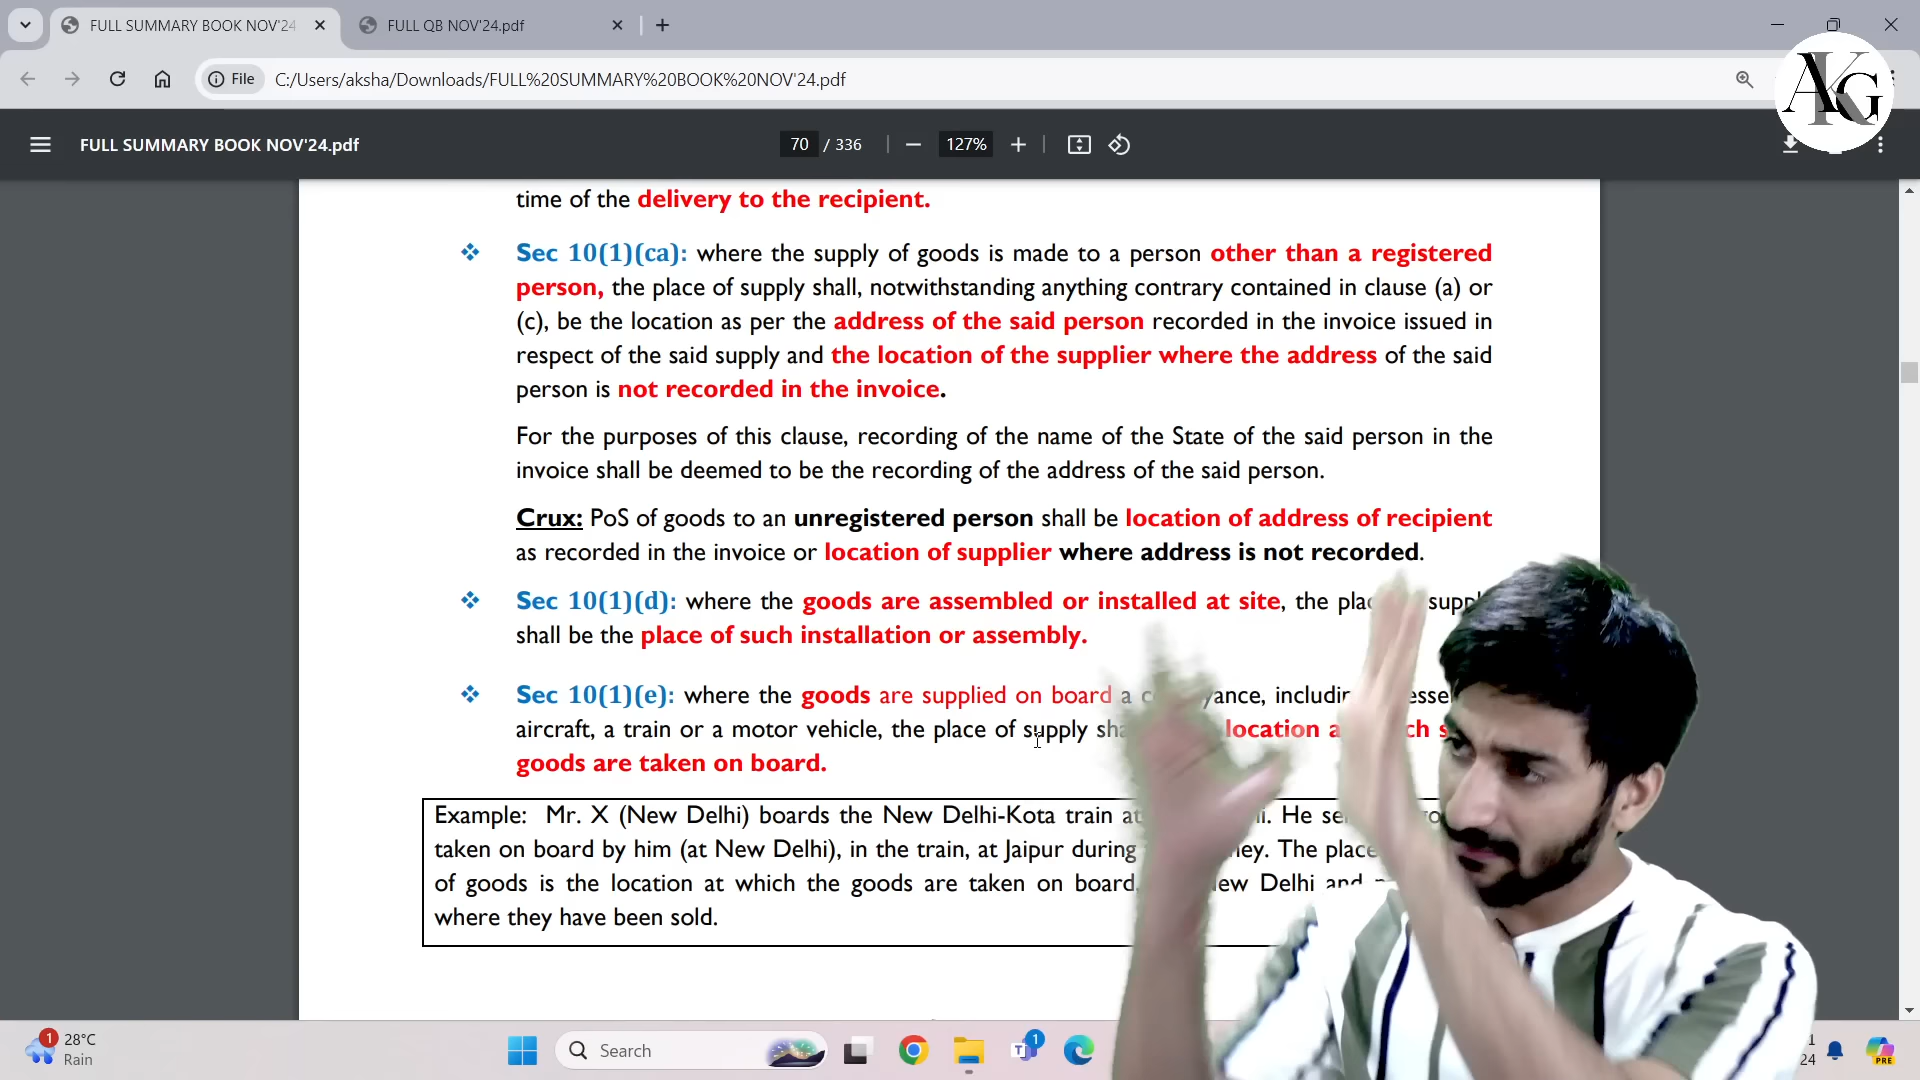 FULL SUMMARY BOOK NOV'24
FULL QB NOV'24.pdf
File
C:/Users/aksha/Downloads/FULL%20SUMMARY%20BOOK%20NOV'24.pdf
AKG
FULL SUMMARY BOOK NOV'24.pdf
70 / 336
127%
time of the delivery to the recipient.
Sec 10(1)(ca): where the supply of goods is made to a person other than a registered
person, the place of supply shall, notwithstanding anything contrary contained in clause (a) or
(c), be the location as per the address of the said person recorded in the invoice issued in
respect of the said supply and the location of the supplier where the address of the said
person is not recorded in the invoice.
For the purposes of this clause, recording of the name of the State of the said person in the
invoice shall be deemed to be the recording of the address of the said person.
Crux: PoS of goods to an unregistered person shall be location of address of recipient
as recorded in the invoice or location of supplier where address is not recorded.
Sec 10(1)(d): where the goods are assembled or installed at site, the
shall be the place of such installation or assembly.
Sec 10(1)(e): where the goods are supplied on board a
aircraft, a train or a motor vehicle, the place of supply location
goods are taken on board.
Example: Mr. X (New Delhi) boards the New Delhi-Kota train at He
taken on board by him (at New Delhi), in the train, at Jaipur during The place
of goods is the location at which the goods are taken on board, Delhi and
where they have been sold.
1
28°C
Rain
Search
1
24
PRE